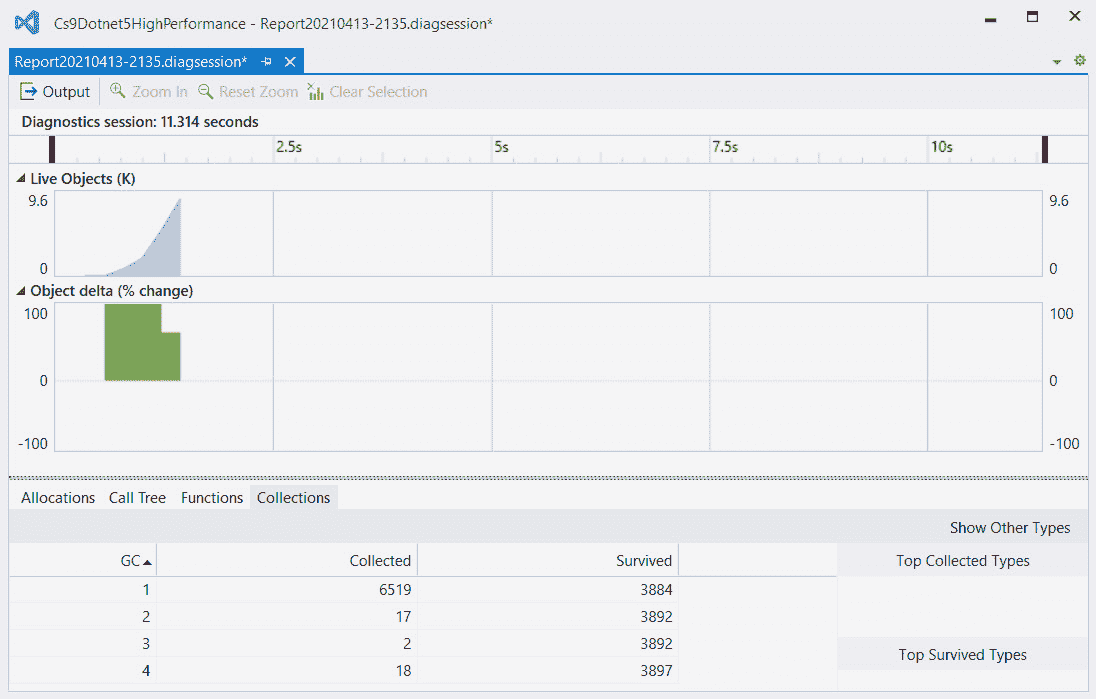 Cs9Dotnet5HighPerformance - Report20210413-2135.diagsession*
Report20210413-2135.diagsession*
Output Zoom In Reset Zoom Clear Selection
Diagnostics session: 11.314 seconds
2.5s 5s 7.5s 10s
Live Objects (K)
9.6 9.6
0 0
Object delta (% change)
100 100
0 0
-100 -100
Allocations Call Tree Functions Collections
Show Other Types
GC Collected Survived Top Collected Types
1 6519 3884
2 17 3892
3 2 3892
Top Survived Types
4 18 3897